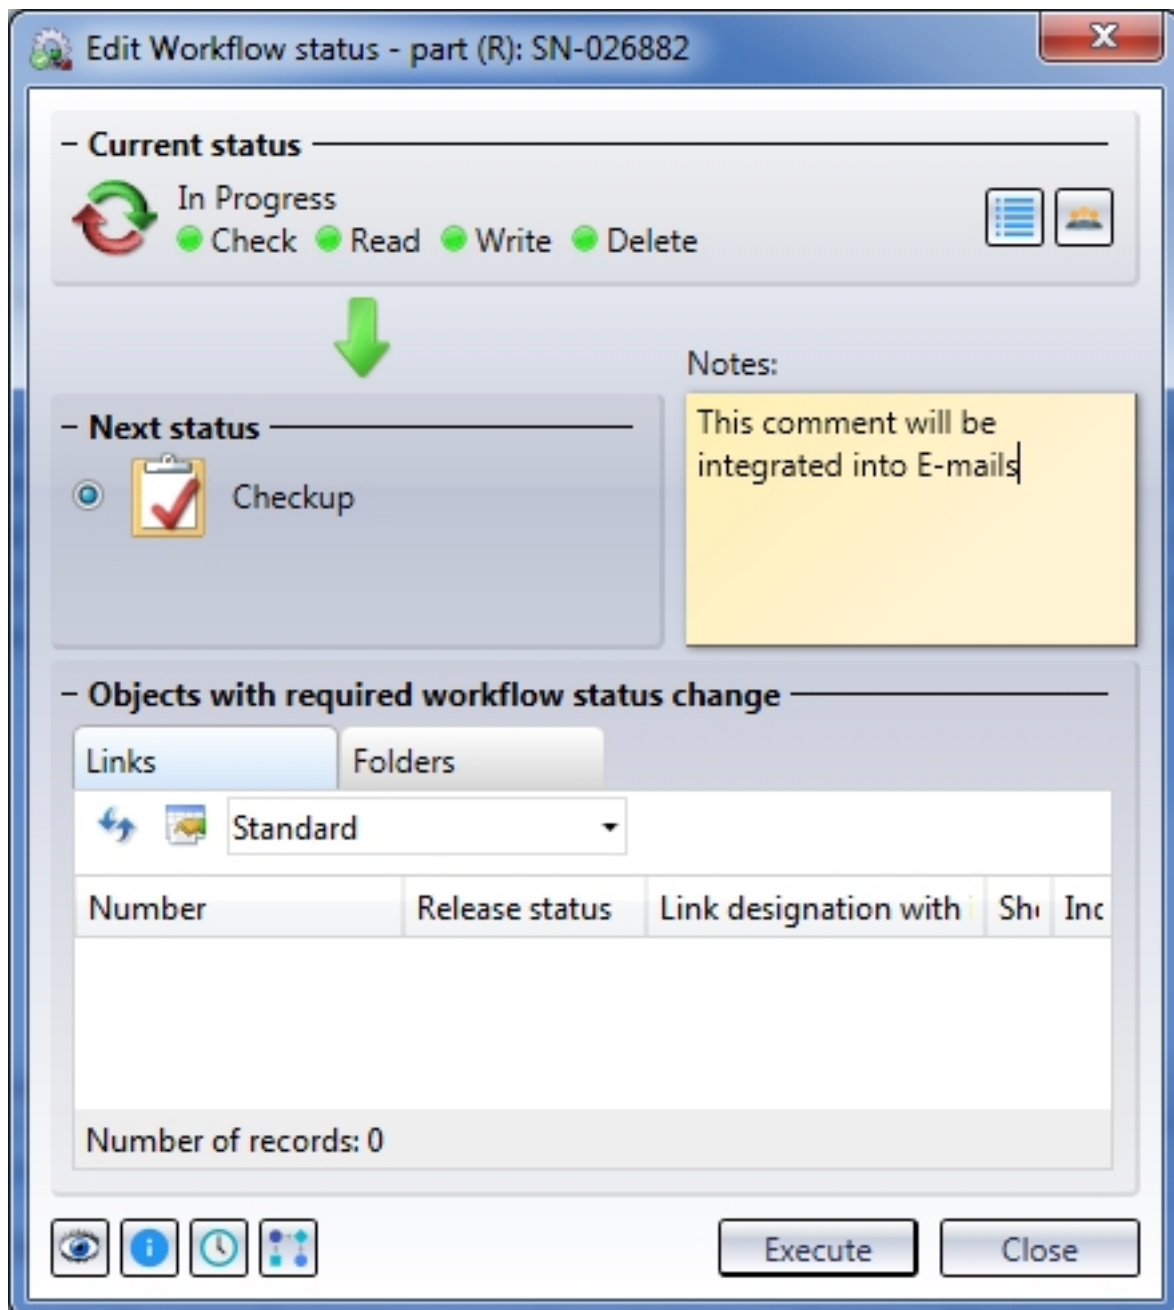 Edit Workflow status - part (R): SN-026882
Current status
In Progress
Check Read Write Delete
Notes:
Next status
Checkup
This comment will be
integrated into E-mails
Objects with required workflow status change
Links Folders
Standard
Number Release status Link designation with
Number of records: 0
Execute Close